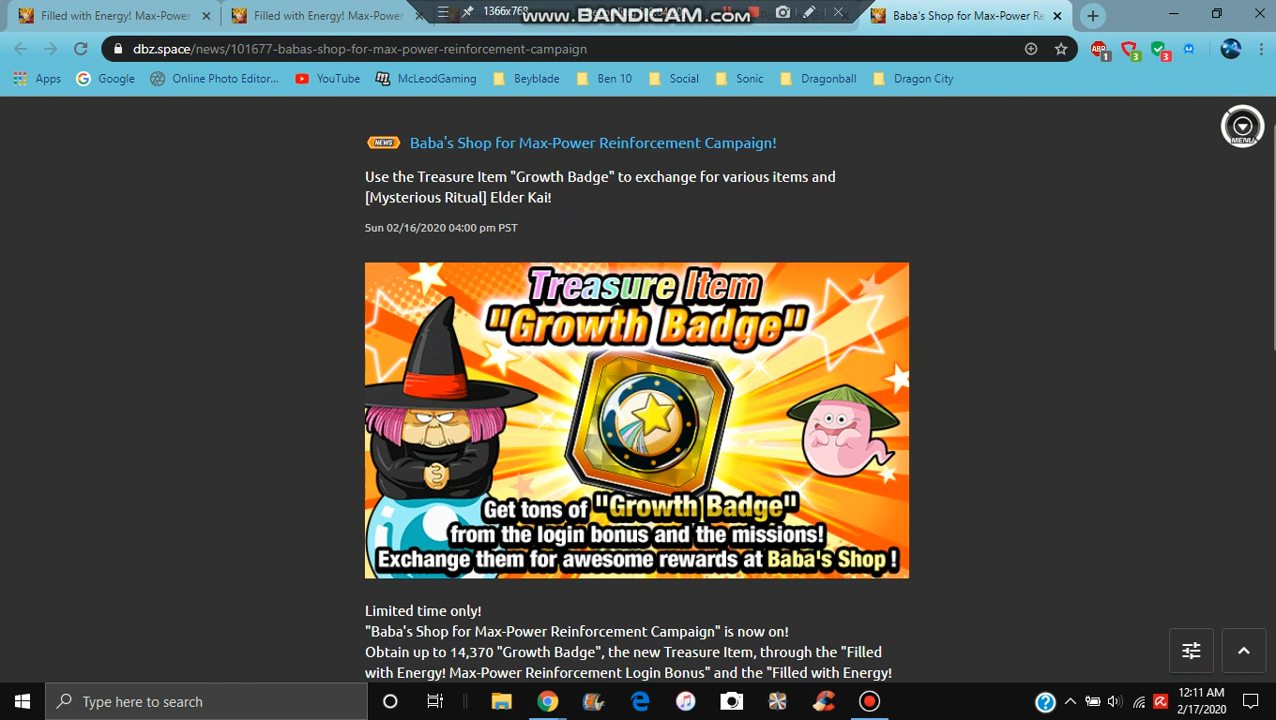 Filled with Energy! Max-Power
Filled with Energy! Max-Power
1366x768
www.BANDICAM.com
Baba's Shop for Max-Power Re
dbz.space/news/101677-babas-shop-for-max-power-reinforcement-campaign
ABP
1
3
3
Apps
Google
Online Photo Editor...
YouTube
McLeodGaming
Beyblade
Ben 10
Social
Sonic
Dragonball
Dragon City
NEWS
Baba's Shop for Max-Power Reinforcement Campaign!
MENU
Use the Treasure Item "Growth Badge" to exchange for various items and
[Mysterious Ritual] Elder Kai!
Sun 02/16/2020 04:00 pm PST
Treasure Item
"Growth Badge"
Get tons of "Growth Badge"
from the login bonus and the missions!
Exchange them for awesome rewards at Baba's Shop !
Limited time only!
"Baba's Shop for Max-Power Reinforcement Campaign" is now on!
Obtain up to 14,370 "Growth Badge", the new Treasure Item, through the "Filled
with Energy! Max-Power Reinforcement Login Bonus" and the "Filled with Energy!
Type here to search
12:11 AM
2/17/2020